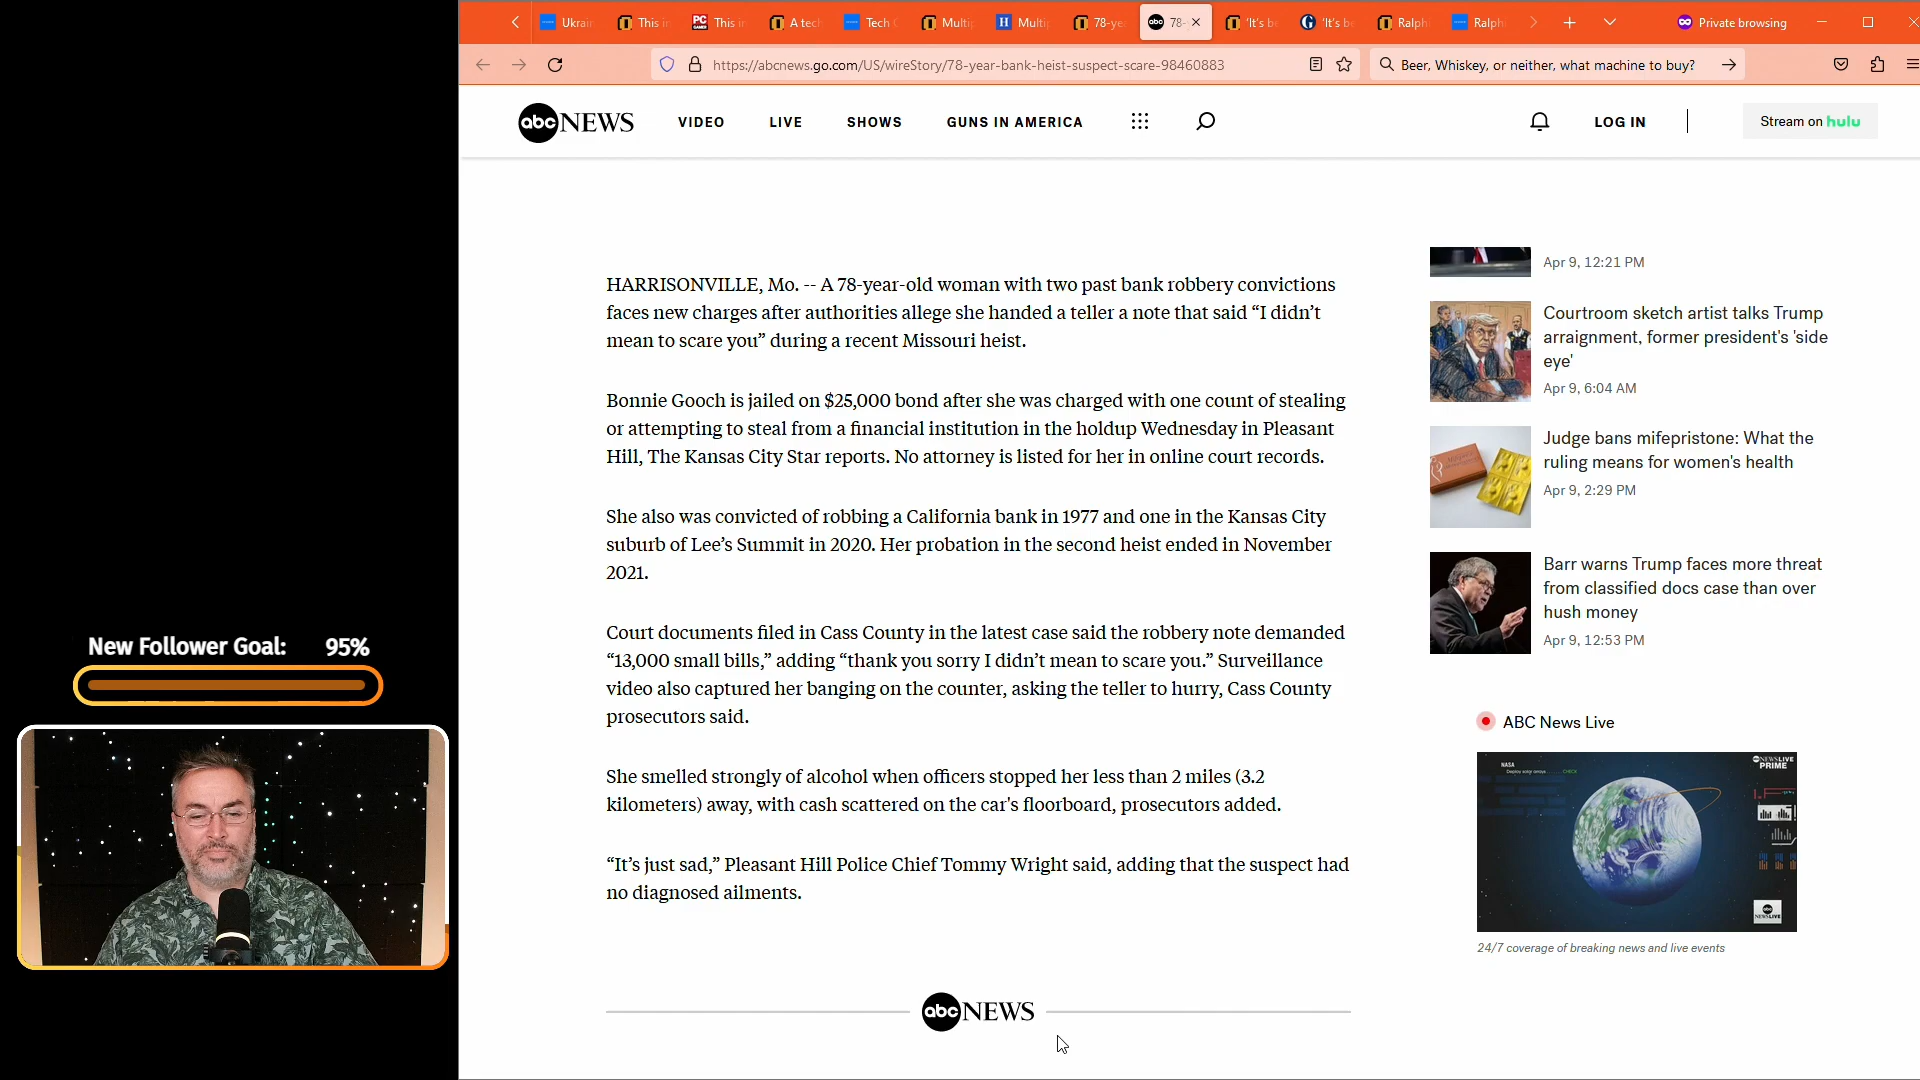 Ukrain
This i
This i
A tech
Tech
Multip
Multip
78-ye
78-
'It's be
'It's be
Ralph
Ralph
Private browsing
https://abcnews.go.com/US/wireStory/78-year-bank-heist-suspect-scare-98460883
Beer, Whiskey, or neither, what machine to buy?
abc NEWS
VIDEO
LIVE
SHOWS
GUNS IN AMERICA
LOG IN
Stream on hulu
HARRISONVILLE, Mo. -- A 78-year-old woman with two past bank robbery convictions
faces new charges after authorities allege she handed a teller a note that said “I didn’t
mean to scare you” during a recent Missouri heist.
Bonnie Gooch is jailed on $25,000 bond after she was charged with one count of stealing
or attempting to steal from a financial institution in the holdup Wednesday in Pleasant
Hill, The Kansas City Star reports. No attorney is listed for her in online court records.
She also was convicted of robbing a California bank in 1977 and one in the Kansas City
suburb of Lee’s Summit in 2020. Her probation in the second heist ended in November
2021.
Court documents filed in Cass County in the latest case said the robbery note demanded
“13,000 small bills,” adding “thank you sorry I didn’t mean to scare you.” Surveillance
video also captured her banging on the counter, asking the teller to hurry, Cass County
prosecutors said.
She smelled strongly of alcohol when officers stopped her less than 2 miles (3.2
kilometers) away, with cash scattered on the car's floorboard, prosecutors added.
“It’s just sad,” Pleasant Hill Police Chief Tommy Wright said, adding that the suspect had
no diagnosed ailments.
abc NEWS
Apr 9, 12:21 PM
Courtroom sketch artist talks Trump
arraignment, former president's 'side
eye'
Apr 9, 6:04 AM
Judge bans mifepristone: What the
ruling means for women's health
Apr 9, 2:29 PM
Barr warns Trump faces more threat
from classified docs case than over
hush money
Apr 9, 12:53 PM
ABC News Live
NASA
Deploy solar arrays
CHECK
NEWSLIVE
PRIME
24/7 coverage of breaking news and live events
New Follower Goal: 95%